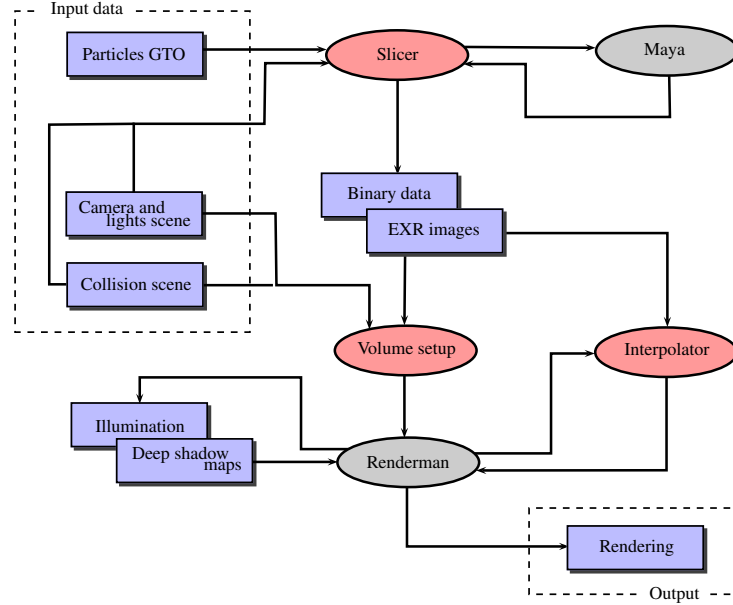 Input data
Particles GTO
Slicer
Maya
Binary data
EXR images
Camera and
lights scene
Collision scene
Volume setup
Interpolator
Illumination
Deep shadow
maps
Renderman
Rendering
Output